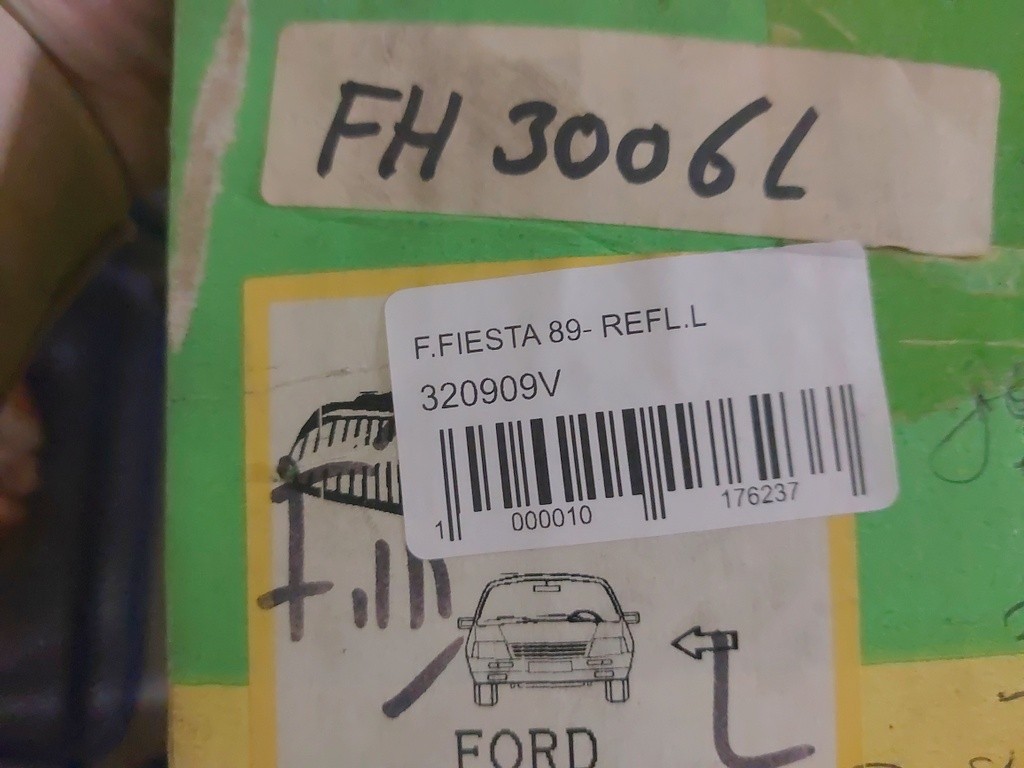 FH 3006L
F.FIESTA 89- REFL.L
320909V
1 000010 176237
L
FORD